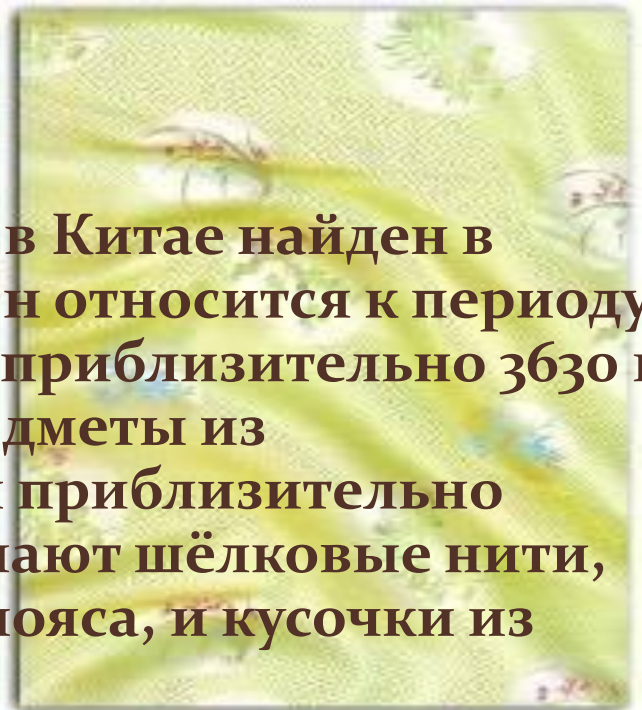 в Китае найден в
н относится к периоду
приблизительно 3630
дметы из
приблизительно
ают шёлковые нити,
пояса, и кусочки из